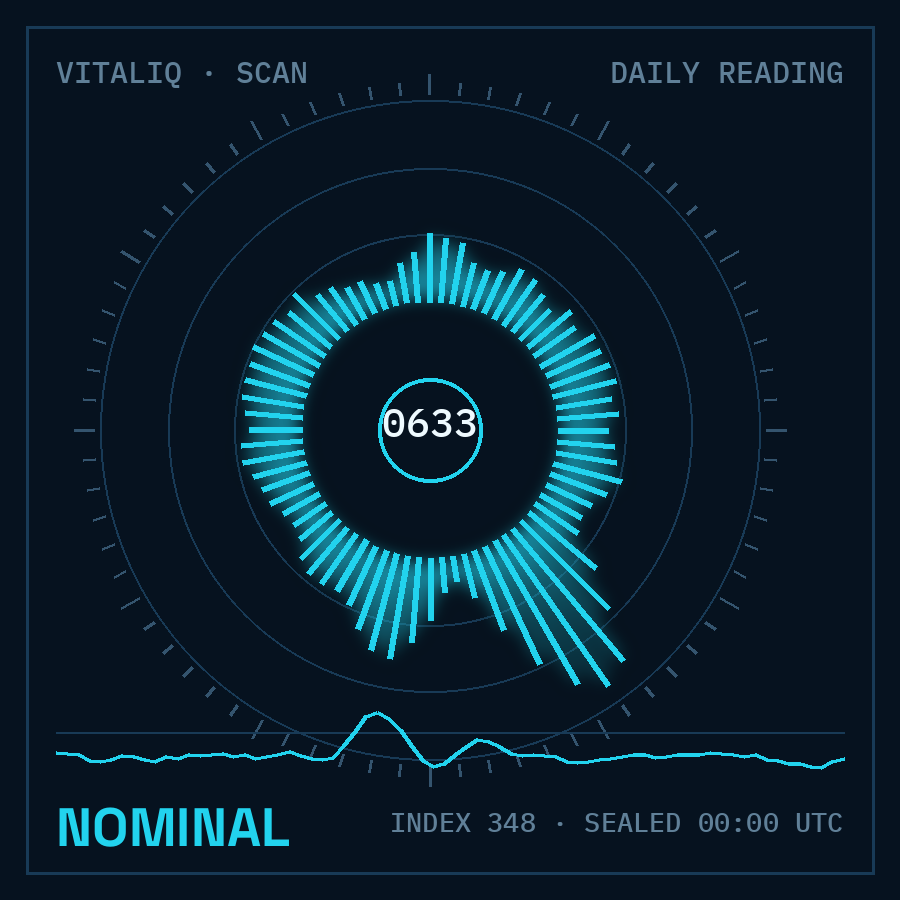 VITALIQ · SCAN
DAILY READING
0633
NOMINAL
INDEX 348 · SEALED 00:00 UTC